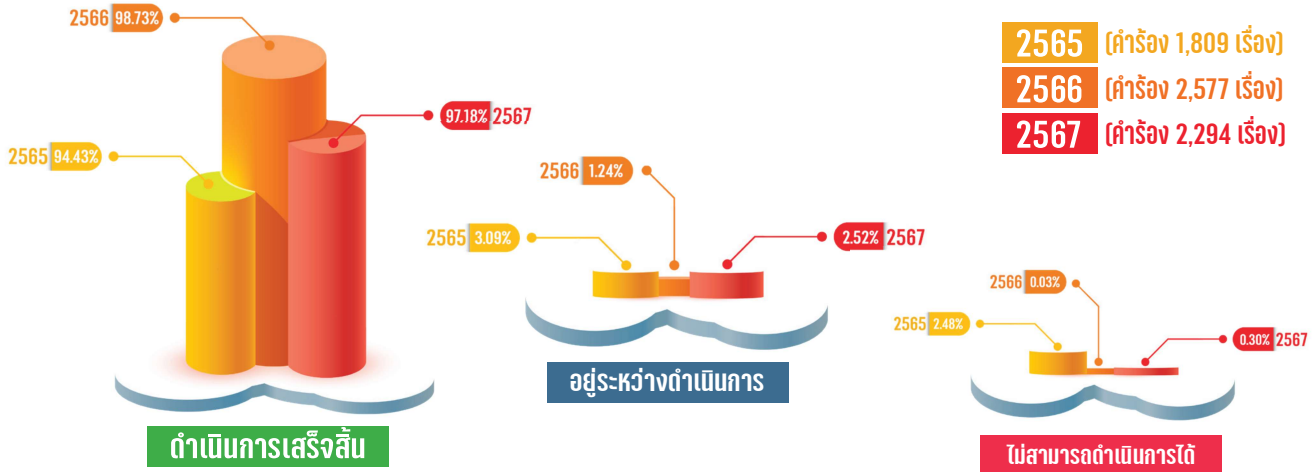 2566 98.73%
97.18% 2567
2565 94.43%
ดำเนินการเสร็จสิ้น
2566 1.24%
2565 3.09%
2.52% 2567
อยู่ระหว่างดำเนินการ
2565 (คำร้อง 1,809 เรื่อง)
2566 (คำร้อง 2,577 เรื่อง)
2567 (คำร้อง 2,294 เรื่อง)
2566 0.03%
2565 2.48%
0.30% 2567
ไม่สามารถดำเนินการได้